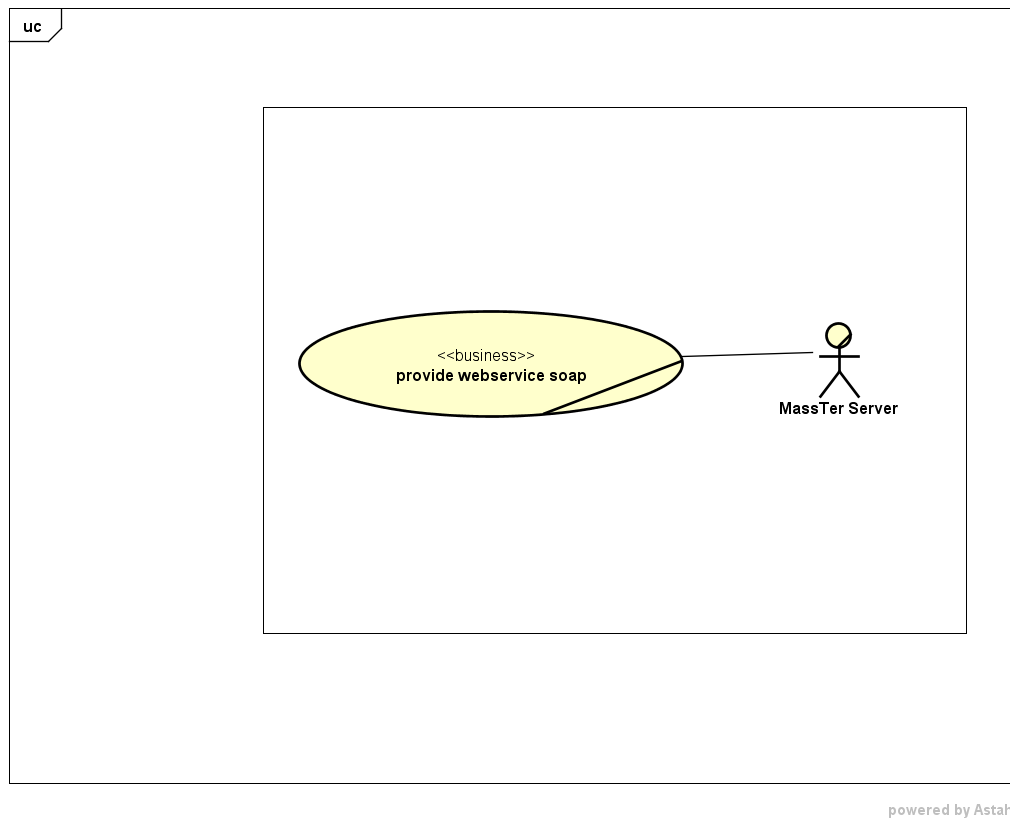 uc
<<business>>
provide webservice soap
MassTer Server
powered by Astah